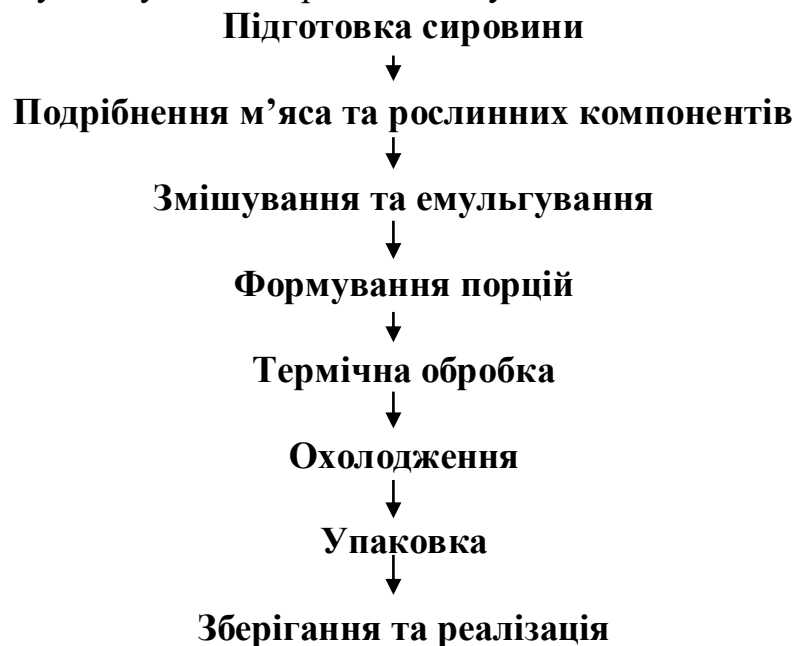 Підготовка сировини
Подрібнення м’яса та рослинних компонентів
Змішування та емульгування
Формування порцій
Термічна обробка
Охолодження
Упаковка
Зберігання та реалізація